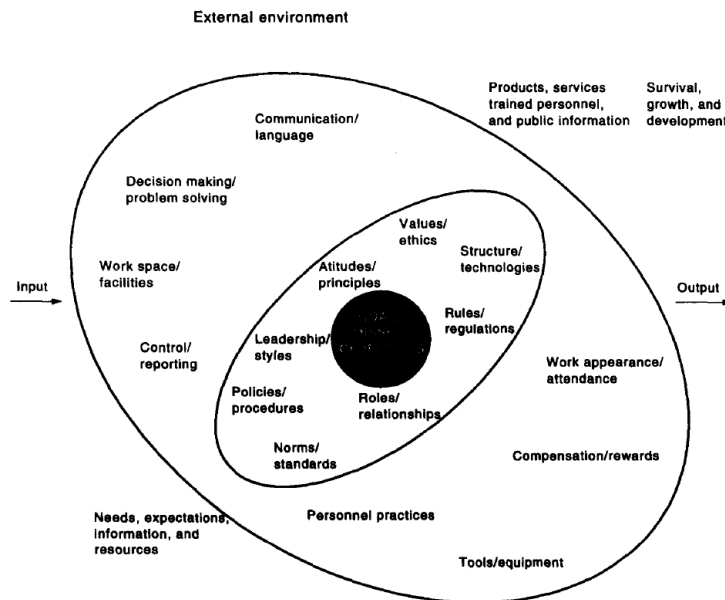 External environment
Products, services
trained personnel,
and public information
Survival,
growth, and
development
Communication/
language
Decision making/
problem solving
Values/
ethics
Structure/
technologies
Work space/
facilities
Atitudes/
principles
Input
Output
Rules/
regulations
Leadership/
styles
Control/
reporting
Work appearance/
attendance
Policies/
procedures
Roles/
relationships
Norms/
standards
Compensation/rewards
Needs, expectations,
information, and
resources
Personnel practices
Tools/equipment